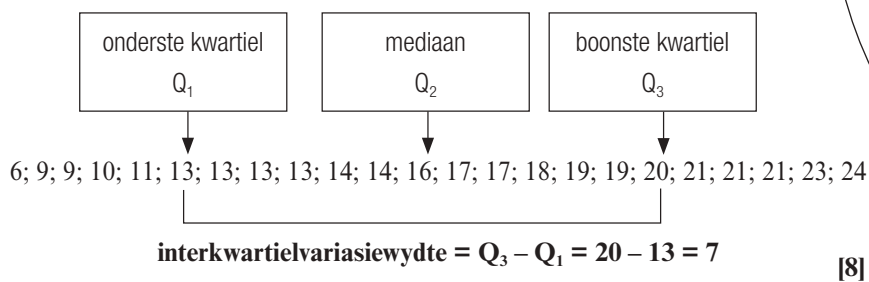 onderste kwartiel
Q₁
mediaan
Q₂
boonste kwartiel
Q₃
6; 9; 9; 10; 11; 13; 13; 13; 13; 14; 14; 16; 17; 17; 18; 19; 19; 20; 21; 21; 21; 23; 24
interkwartielvariasiewydte = Q₃ – Q₁ = 20 – 13 = 7
[8]